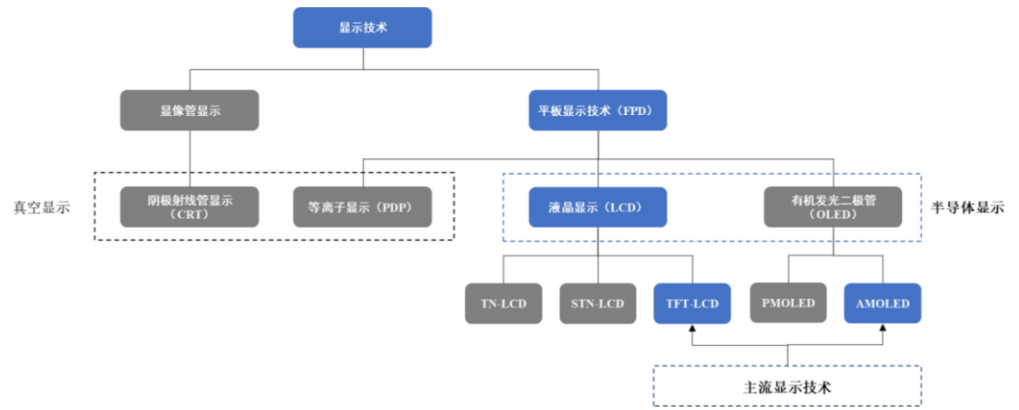 显示技术
显像管显示
平板显示技术（FPD）
真空显示
阴极射线管显示
（CRT）
等离子显示（PDP）
液晶显示（LCD）
有机发光二极管
（OLED）
半导体显示
TN-LCD
STN-LCD
TFT-LCD
PMOLED
AMOLED
主流显示技术